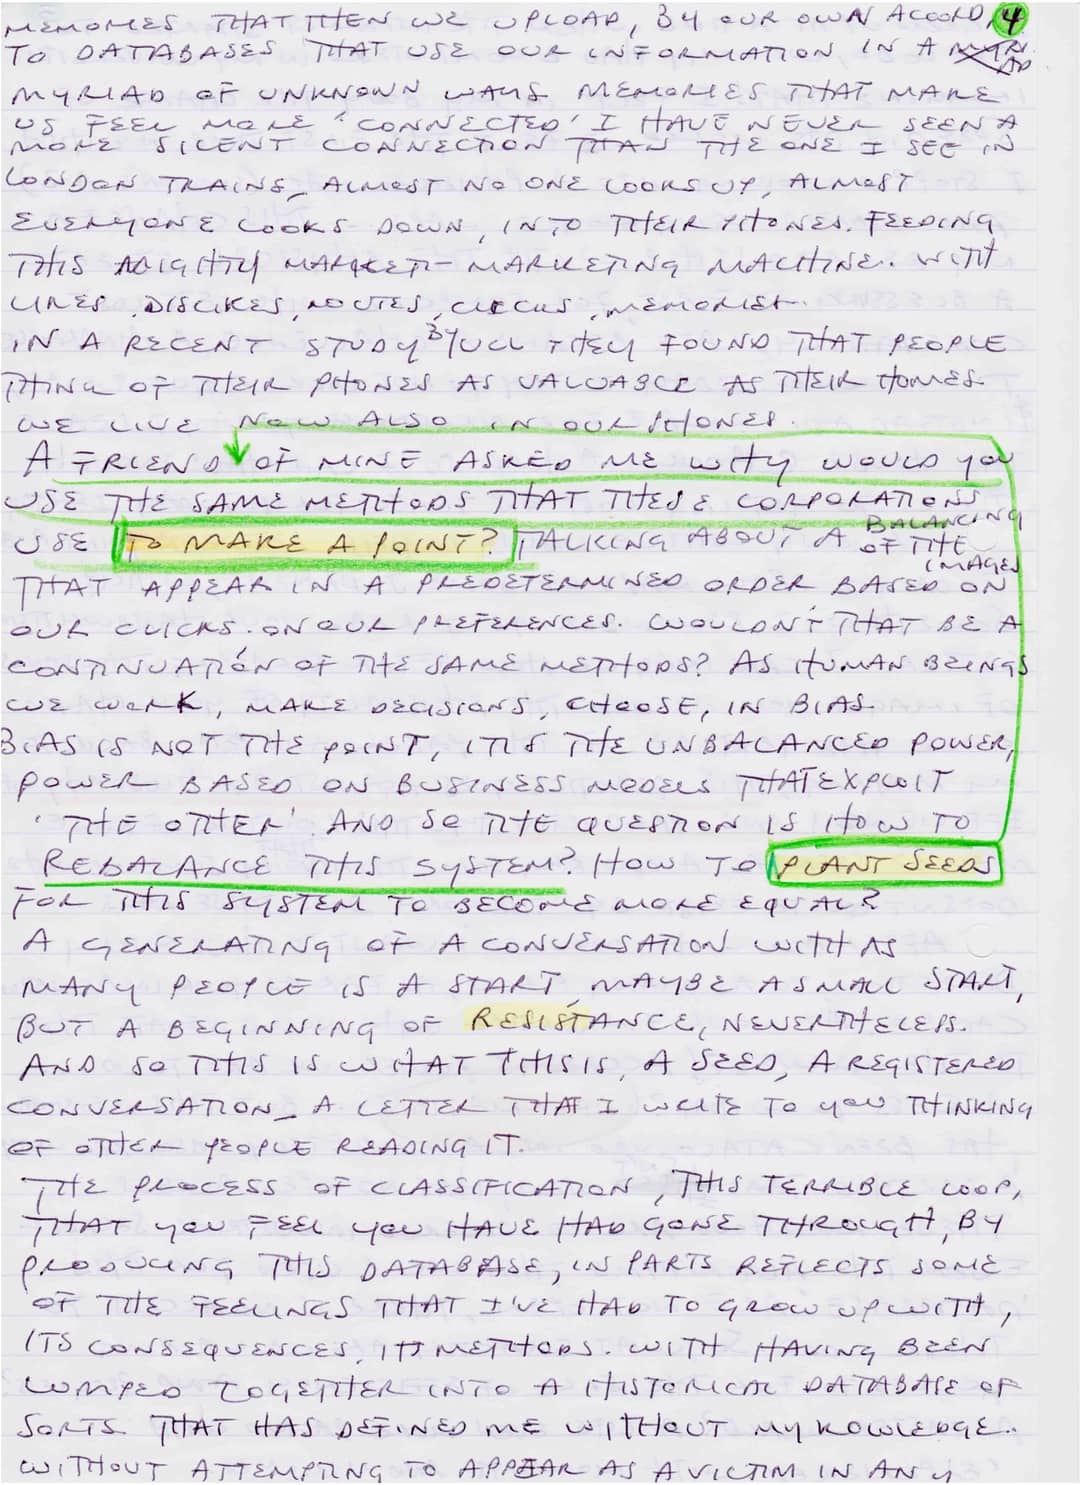 MEMORIES THAT THEN WE UPLOAD, BY OUR OWN ACCORD, 4
TO DATABASES THAT USE OUR INFORMATION IN A
MYRIAD OF UNKNOWN WAYS MEMORIES THAT MAKE
US FEEL MORE 'CONNECTED' I HAVE NEVER SEEN A
MORE SILENT CONNECTION THAN THE ONE I SEE IN
LONDON TRAINS_ ALMOST NO ONE LOOKS UP, ALMOST
EVERYONE LOOKS DOWN, INTO THEIR PHONES. FEEDING
THIS MIGHTY MARKET-MARKETING MACHINE. WITH
LIKES, DISLIKES, ROUTES, CLICKS, MEMORIES.
IN A RECENT STUDY BY UCL THEY FOUND THAT PEOPLE
THINK OF THEIR PHONES AS VALUABLE AS THEIR HOMES.
WE LIVE NOW ALSO IN OUR PHONES.
A FRIEND OF MINE ASKED ME WHY WOULD YOU
USE THE SAME METHODS THAT THESE CORPORATIONS
USE TO MAKE A POINT? TALKING ABOUT A BALANCING OF THE IMAGES
THAT APPEAR IN A PREDETERMINED ORDER BASED ON
OUR CLICKS. ON OUR PREFERENCES. WOULDN'T THAT BE A
CONTINUATION OF THE SAME METHODS? AS HUMAN BEINGS
WE WORK, MAKE DECISIONS, CHOOSE, IN BIAS.
BIAS IS NOT THE POINT, IT IS THE UNBALANCED POWER,
POWER BASED ON BUSINESS MODELS THAT EXPLOIT
'THE OTHER'. AND SO THE QUESTION IS HOW TO
REBALANCE THIS SYSTEM? HOW TO PLANT SEEDS
FOR THIS SYSTEM TO BECOME MORE EQUAL?
A GENERATING OF A CONVERSATION WITH AS
MANY PEOPLE IS A START, MAYBE A SMALL START,
BUT A BEGINNING OF RESISTANCE, NEVERTHELESS.
AND SO THIS IS WHAT THIS IS, A SEED, A REGISTERED
CONVERSATION_ A LETTER THAT I WRITE TO YOU THINKING
OF OTHER PEOPLE READING IT.
THE PROCESS OF CLASSIFICATION, THIS TERRIBLE LOOP,
THAT YOU FEEL YOU HAVE HAD GONE THROUGH, BY
PRODUCING THIS DATABASE, IN PARTS REFLECTS SOME
OF THE FEELINGS THAT I'VE HAD TO GROW UP WITH,
ITS CONSEQUENCES, ITS METHODS. WITH HAVING BEEN
LUMPED TOGETHER INTO A HISTORICAL DATABASE OF
SORTS THAT HAS DEFINED ME WITHOUT MY KOWLEDGE.
WITHOUT ATTEMPTING TO APPEAR AS A VICTIM IN ANY